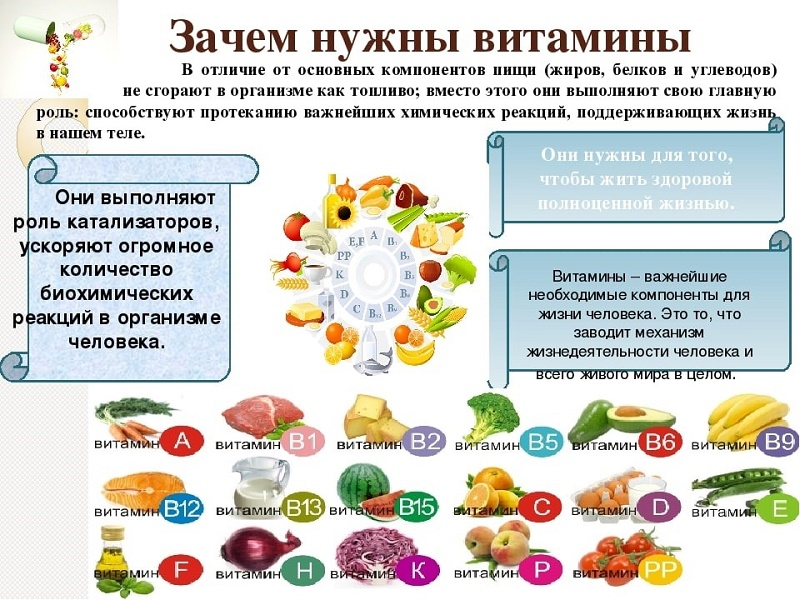 Зачем нужны витамины
В отличие от основных компонентов пищи (жиров, белков и углеводов)
не сгорают в организме как топливо; вместо этого они выполняют свою главную
роль: способствуют протеканию важнейших химических реакций, поддерживающих жизнь
в нашем теле.
Они выполняют
роль катализаторов,
ускоряют огромное
количество
биохимических
реакций в организме
человека.
Они нужны для того,
чтобы жить здоровой
полноценной жизнью.
Витамины – важнейшие
необходимые компоненты для
жизни человека. Это то, что
заводит механизм
жизнедеятельности человека и
всего живого мира в целом.
A
E,F
PP
K
D
C
витамин A
витамин B1
витамин B2
витамин B5
витамин B6
витамин B9
витамин B12
витамин B13
витамин B15
витамин C
витамин D
витамин E
витамин F
витамин H
витамин К
витамин P
витамин PP